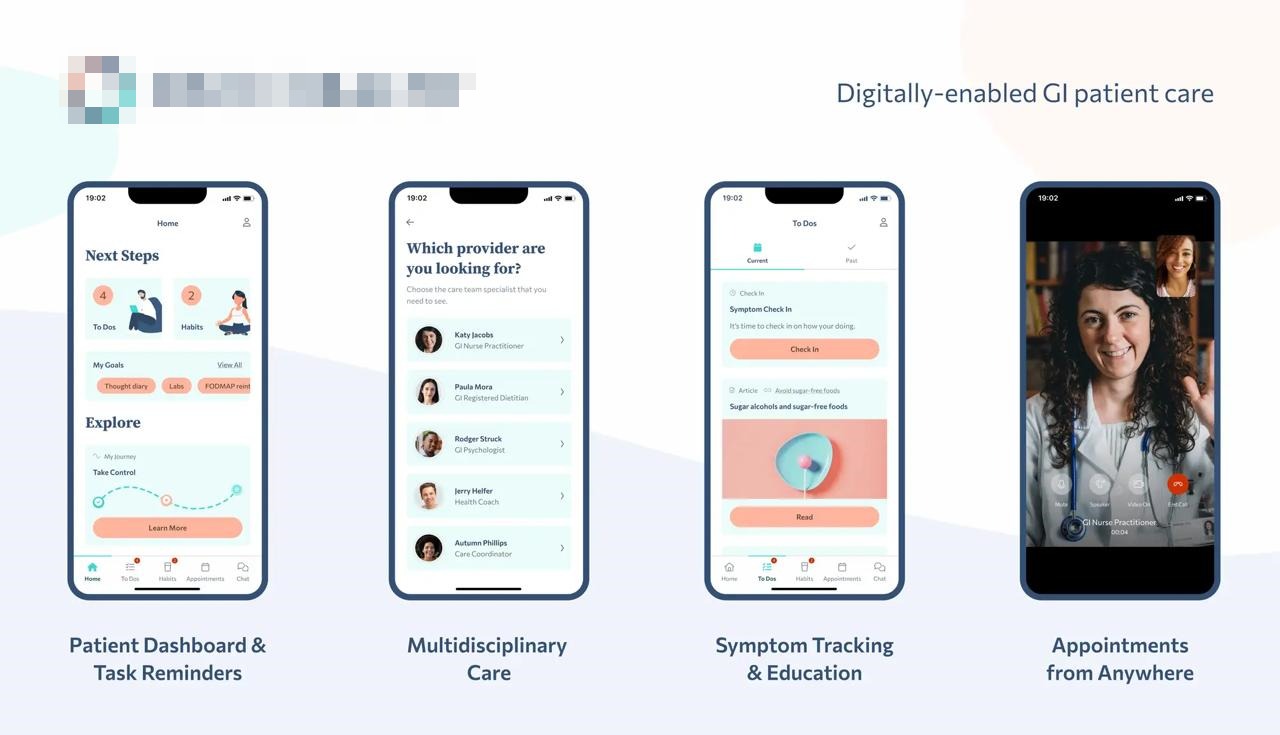 Digitally-enabled GI patient care
19:02
Home
Next Steps
4
To Dos
2
Habits
My Goals
View All
Thought diary
Labs
FODMAP reint
Explore
My Journey
Take Control
Learn More
Home
To Dos
Habits
Appointments
Chat
Patient Dashboard &
Task Reminders
19:02
Which provider are
you looking for?
Choose the care team specialist that you
need to see.
Katy Jacobs
GI Nurse Practitioner
Paula Mora
GI Registered Dietitian
Rodger Struck
GI Psychologist
Jerry Helfer
Health Coach
Autumn Phillips
Care Coordinator
Multidisciplinary
Care
19:02
To Dos
Current
Past
Check In
Symptom Check In
It's time to check in on how your doing.
Check In
Article
Avoid sugar-free foods
Sugar alcohols and sugar-free foods
Read
Home
To Dos
Habits
Appointments
Chat
Symptom Tracking
& Education
19:02
Mute
Speaker
Video On
End Call
GI Nurse Practitioner
00:04
Appointments
from Anywhere